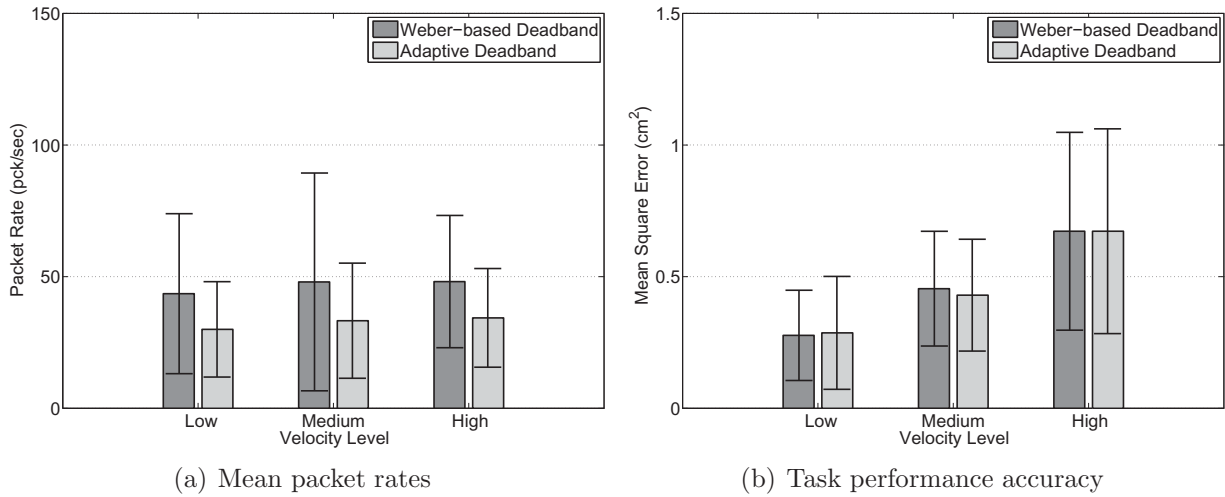 150
100
50
0
Packet Rate (pck/sec)
Weber−based Deadband
Adaptive Deadband
Low
Medium
High
Velocity Level
(a) Mean packet rates
1.5
1
0.5
0
Mean Square Error (cm²)
Weber−based Deadband
Adaptive Deadband
Low
Medium
High
Velocity Level
(b) Task performance accuracy